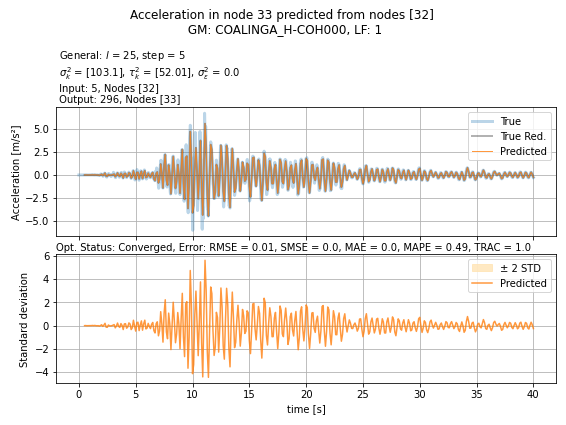 Acceleration in node 33 predicted from nodes [32]
GM: COALINGA_H-COH000, LF: 1
General: l = 25, step = 5
σ²ₖ = [103.1], τ²ₖ = [52.01], σ²ε = 0.0
Input: 5, Nodes [32]
Output: 296, Nodes [33]
Acceleration [m/s²]
5.0
2.5
0.0
−2.5
−5.0
True
True Red.
Predicted
Opt. Status: Converged, Error: RMSE = 0.01, SMSE = 0.0, MAE = 0.0, MAPE = 0.49, TRAC = 1.0
Standard deviation
6
4
2
0
−2
−4
± 2 STD
Predicted
0 5 10 15 20 25 30 35 40
time [s]